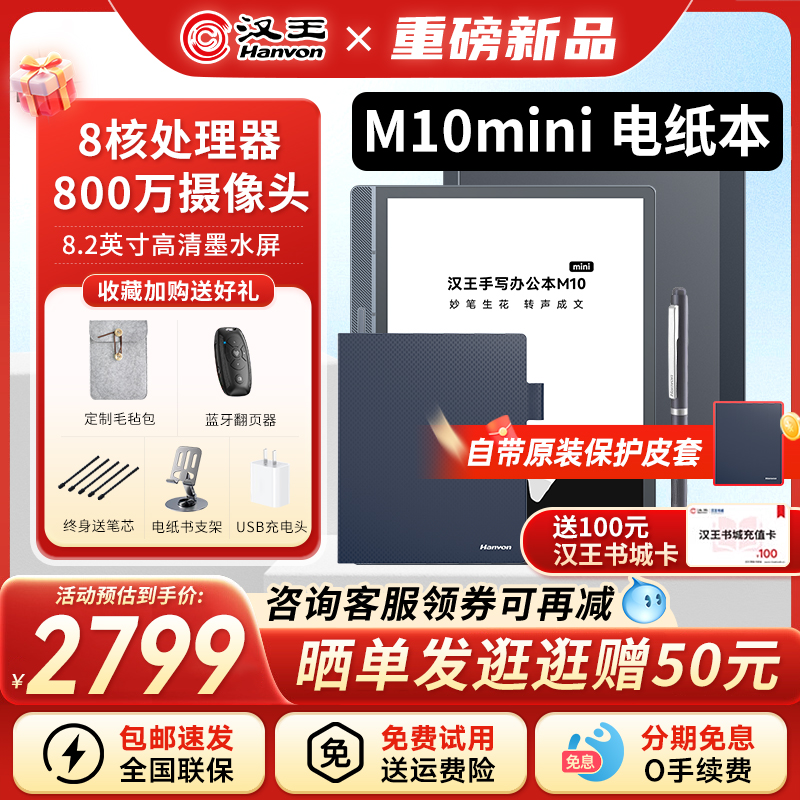 汉王
Hanvon
×
重磅新品
M10mini 电纸本
8核处理器
800万摄像头
8.2英寸高清墨水屏
收藏加购送好礼
定制毛毡包
蓝牙翻页器
终身送笔芯
电纸书支架
USB充电头
mini
汉王手写办公本M10
妙笔生花 转声成文
Hanvon
自带原装保护皮套
送100元
汉王书城卡
汉王书城充值卡
¥100
活动预估到手价:
¥2799
咨询客服领券可再减
晒单发逛逛赠50元
包邮速发
全国联保
免
免费试用
送运费险
免息
分期免息
0手续费